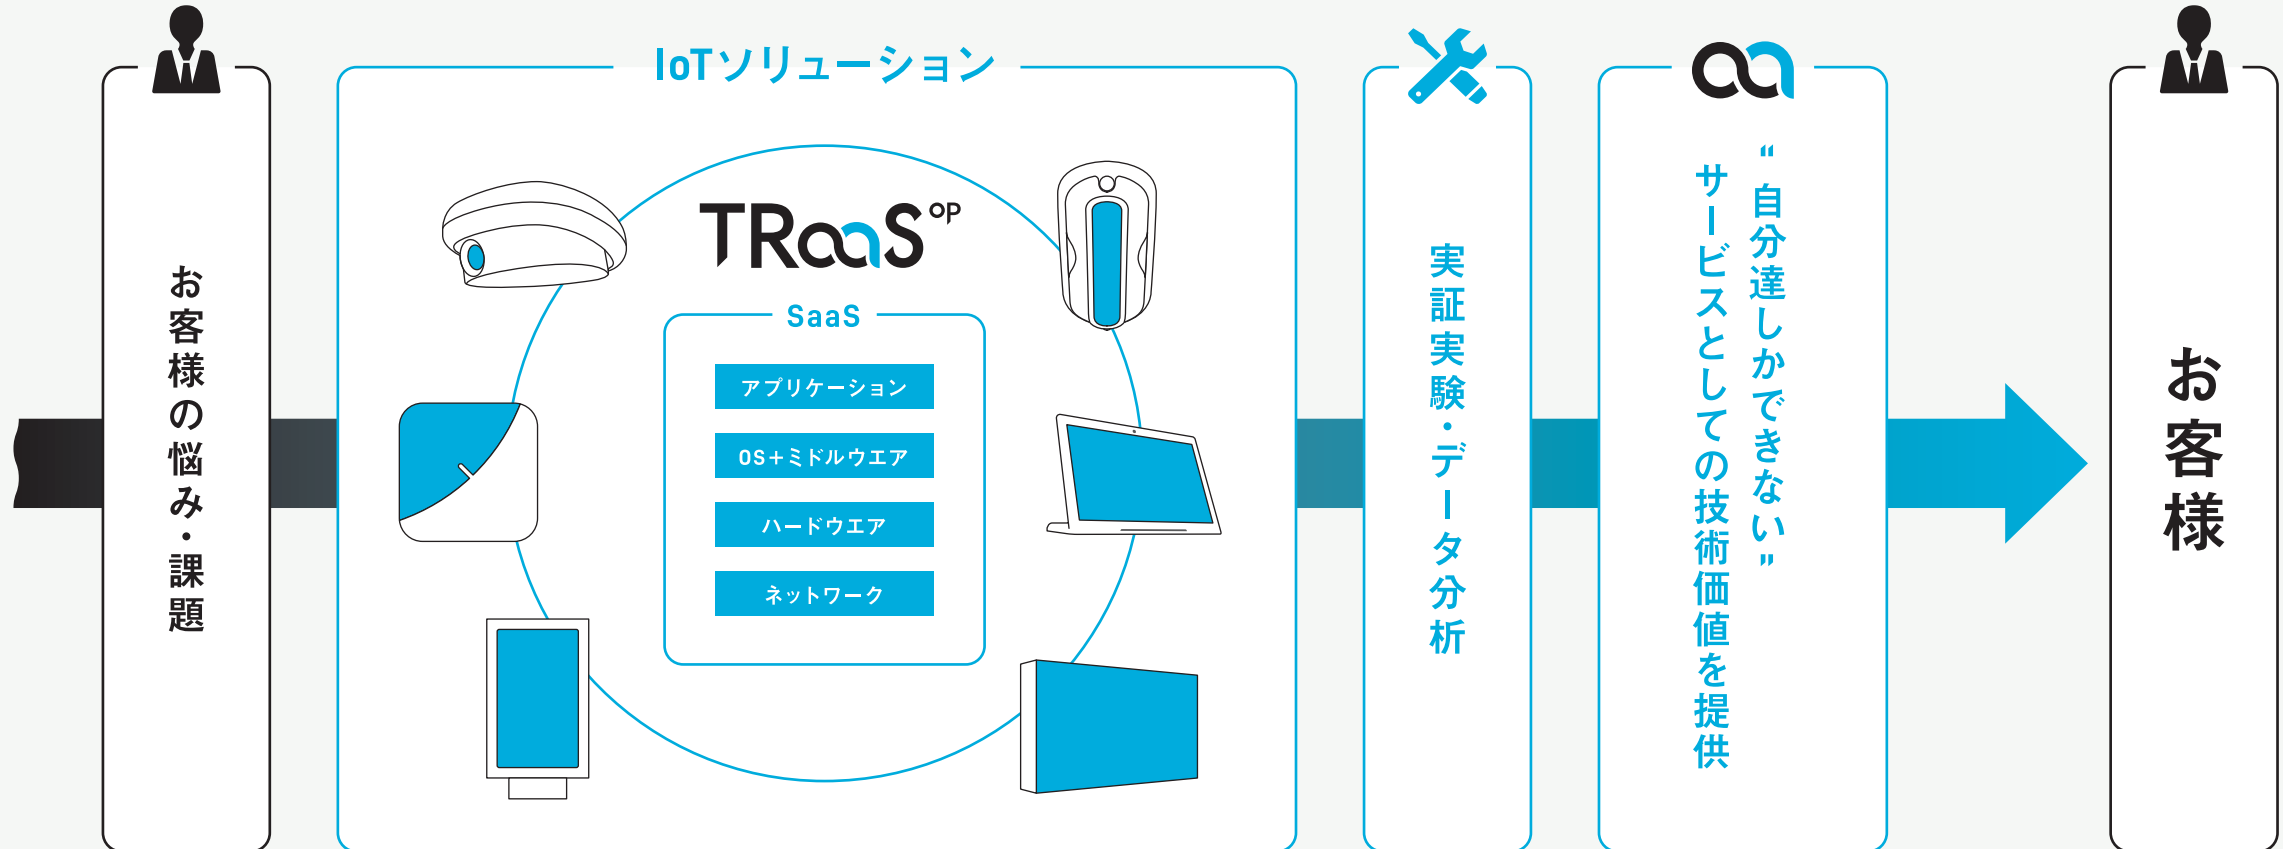 お客様の悩み・課題
IoTソリューション
TRaaS OP
SaaS
アプリケーション
OS+ミドルウエア
ハードウエア
ネットワーク
実証実験・データ分析
“自分達しかできない”
サービスとしての技術価値を提供
お客様